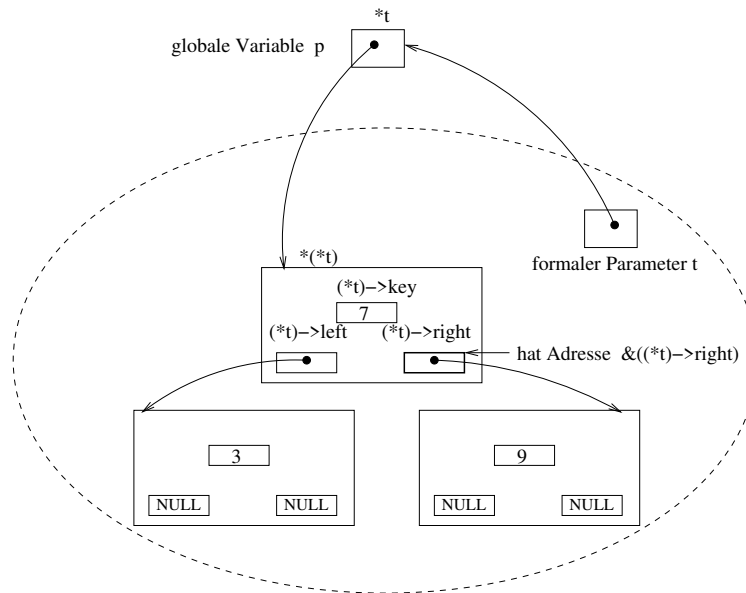 *t
globale Variable p
formaler Parameter t
*(*t)
(*t)−>key
7
(*t)−>left
(*t)−>right
hat Adresse &((*t)−>right)
3
9
NULL
NULL
NULL
NULL